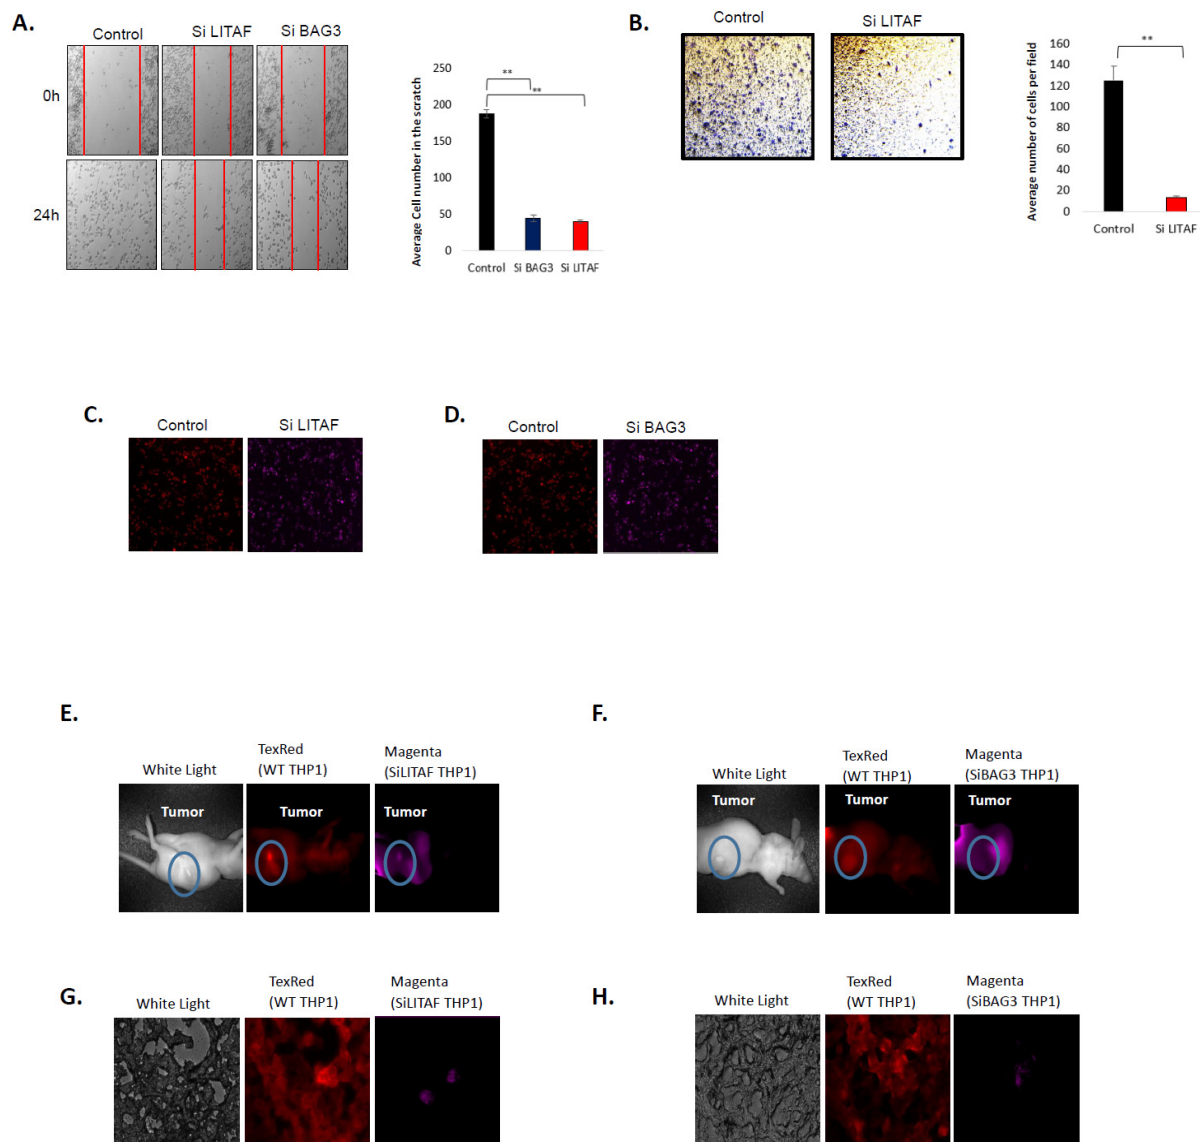 A.
Control
Si LITAF
Si BAG3
0h
24h
Average Cell number in the scratch
250
200
150
100
50
0
**
**
Control
Si BAG3
Si LITAF
B.
Control
Si LITAF
Average number of cells per field
160
140
120
100
80
60
40
20
0
**
Control
Si LITAF
C.
Control
Si LITAF
D.
Control
Si BAG3
E.
White Light
TexRed
(WT THP1)
Magenta
(SiLITAF THP1)
Tumor
Tumor
Tumor
F.
White Light
TexRed
(WT THP1)
Magenta
(SiBAG3 THP1)
Tumor
Tumor
Tumor
G.
White Light
TexRed
(WT THP1)
Magenta
(SiLITAF THP1)
H.
White Light
TexRed
(WT THP1)
Magenta
(SiBAG3 THP1)